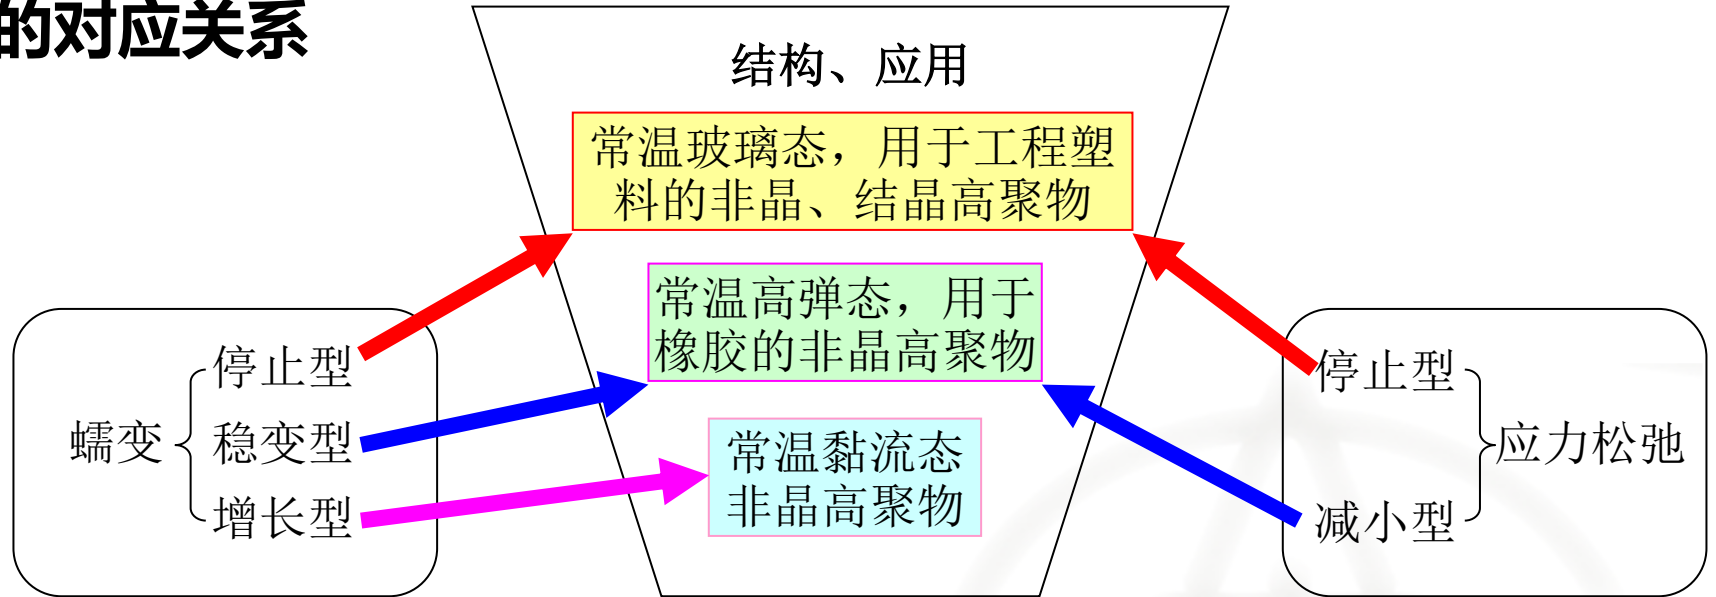 的对应关系
结构、应用
常温玻璃态，用于工程塑
料的非晶、结晶高聚物
常温高弹态，用于
橡胶的非晶高聚物
常温黏流态
非晶高聚物
蠕变
停止型
稳变型
增长型
停止型
减小型
应力松弛